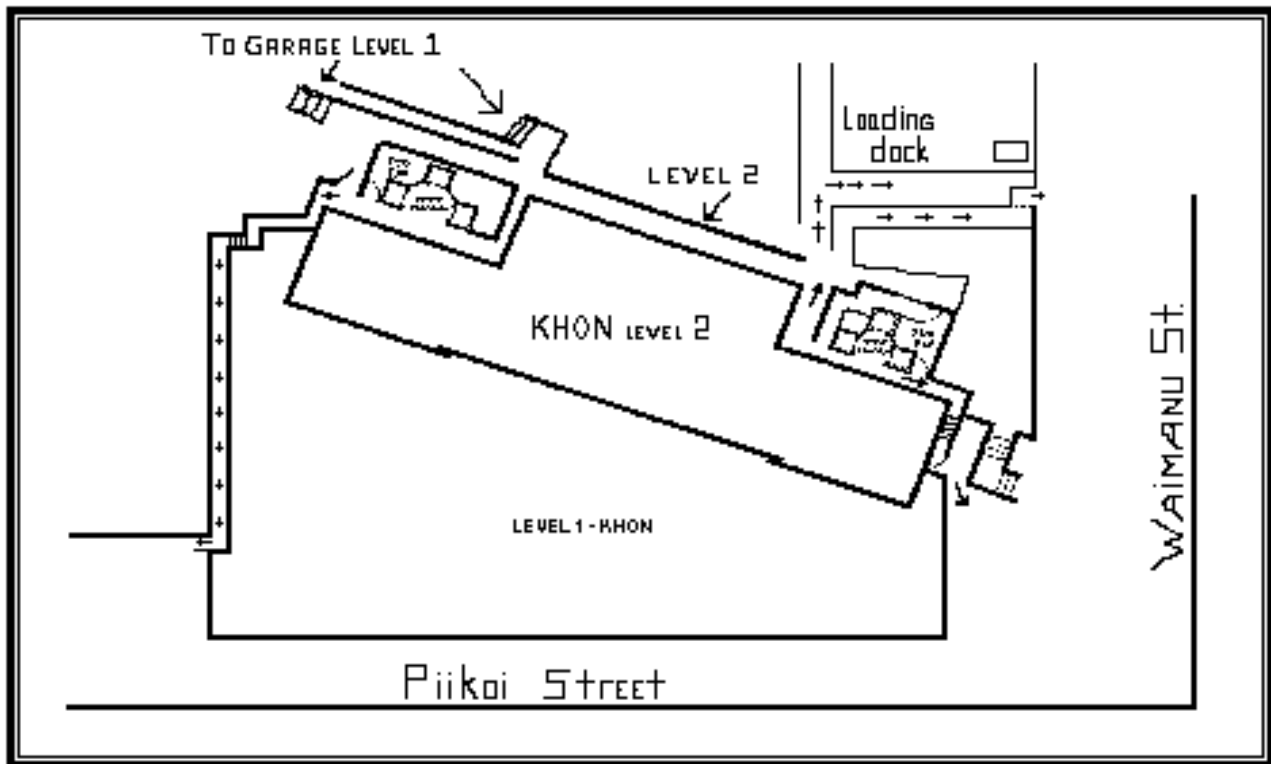 To Garage Level 1
Loading
dock
Level 2
KHON Level 2
Level 1 - KHON
Waimanu St.
Piikoi Street